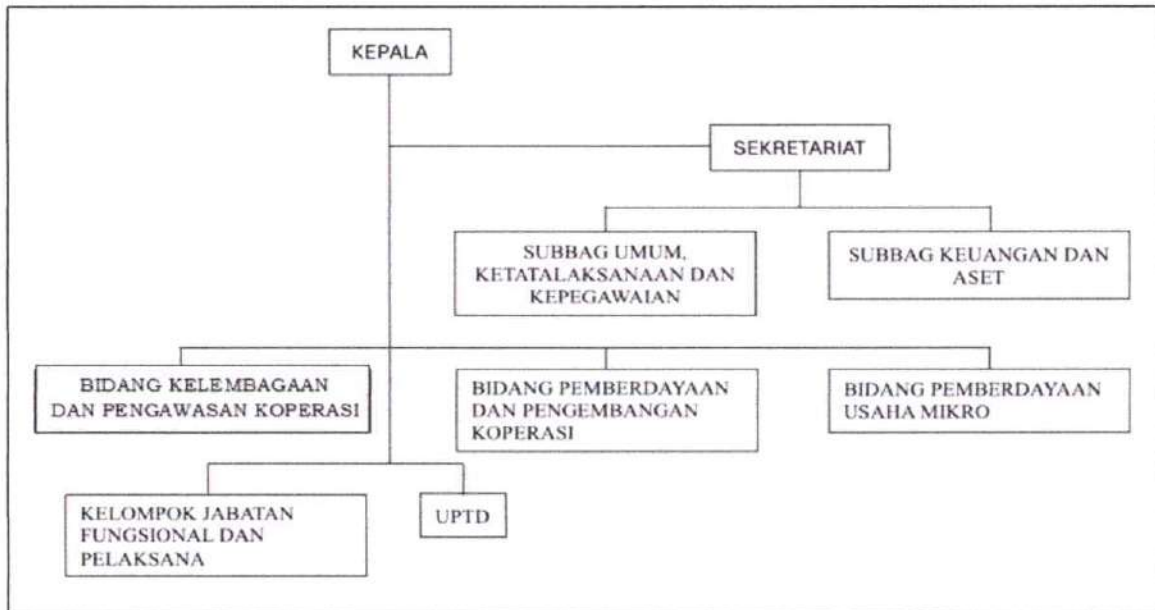 KEPALA
SEKRETARIAT
SUBBAG UMUM,
KETATALAKSANAAN DAN
KEPEGAWAIAN
SUBBAG KEUANGAN DAN
ASET
BIDANG KELEMBAGAAN
DAN PENGAWASAN KOPERASI
BIDANG PEMBERDAYAAN
DAN PENGEMBANGAN
KOPERASI
BIDANG PEMBERDAYAAN
USAHA MIKRO
KELOMPOK JABATAN
FUNGSIONAL DAN
PELAKSANA
UPTD